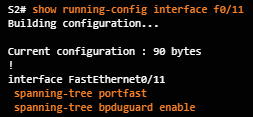 S2# show running-config interface f0/11
Building configuration...
Current configuration : 90 bytes
!
interface FastEthernet0/11
spanning-tree portfast
spanning-tree bpduguard enable